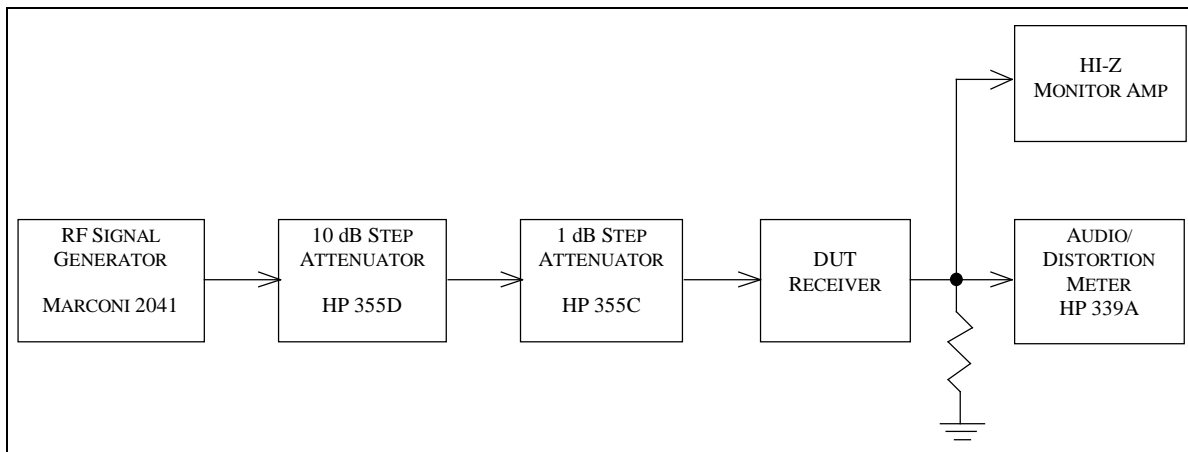 HI-Z
MONITOR AMP
RF SIGNAL
GENERATOR
MARCONI 2041
10 dB STEP
ATTENUATOR
HP 355D
1 dB STEP
ATTENUATOR
HP 355C
DUT
RECEIVER
AUDIO/
DISTORTION
METER
HP 339A